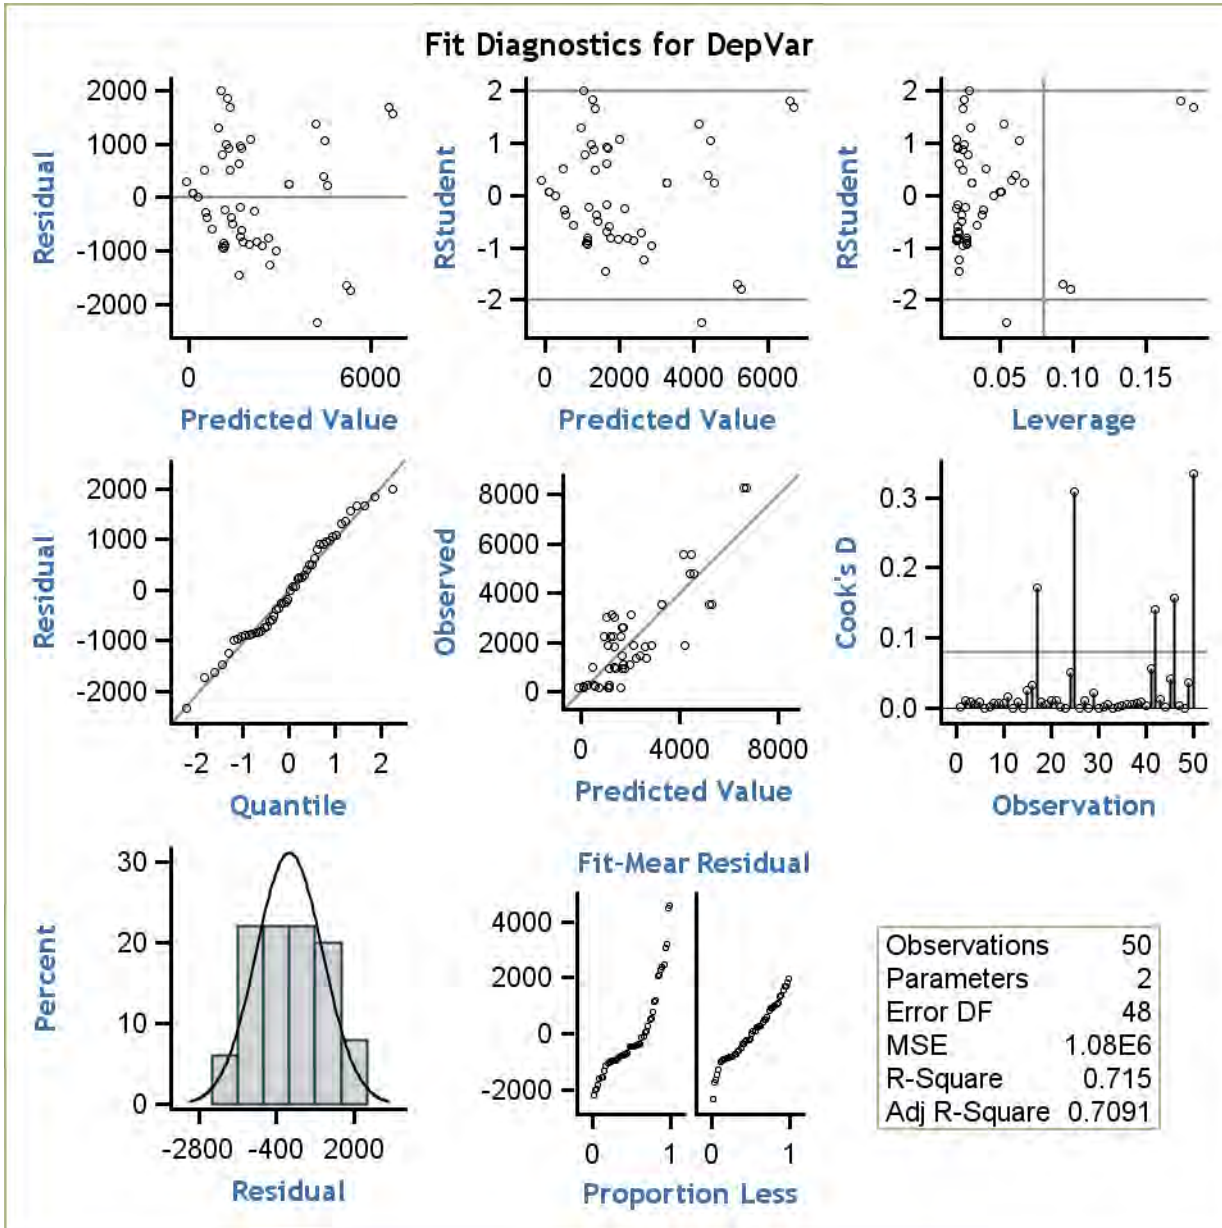 Fit Diagnostics for DepVar
Residual
2000
1000
0
-1000
-2000
0 6000
Predicted Value
RStudent
2
1
0
-1
-2
0 2000 4000 6000
Predicted Value
RStudent
2
1
0
-1
-2
0.05 0.10 0.15
Leverage
Residual
2000
1000
0
-1000
-2000
-2 -1 0 1 2
Quantile
Observed
8000
6000
4000
2000
0
0 4000 8000
Predicted Value
Cook's D
0.3
0.2
0.1
0.0
0 10 20 30 40 50
Observation
Percent
30
20
10
0
-2800 -400 2000
Residual
Fit-Mear Residual
4000
2000
0
-2000
0 1 0 1
Proportion Less
Observations 50
Parameters 2
Error DF 48
MSE 1.08E6
R-Square 0.715
Adj R-Square 0.7091